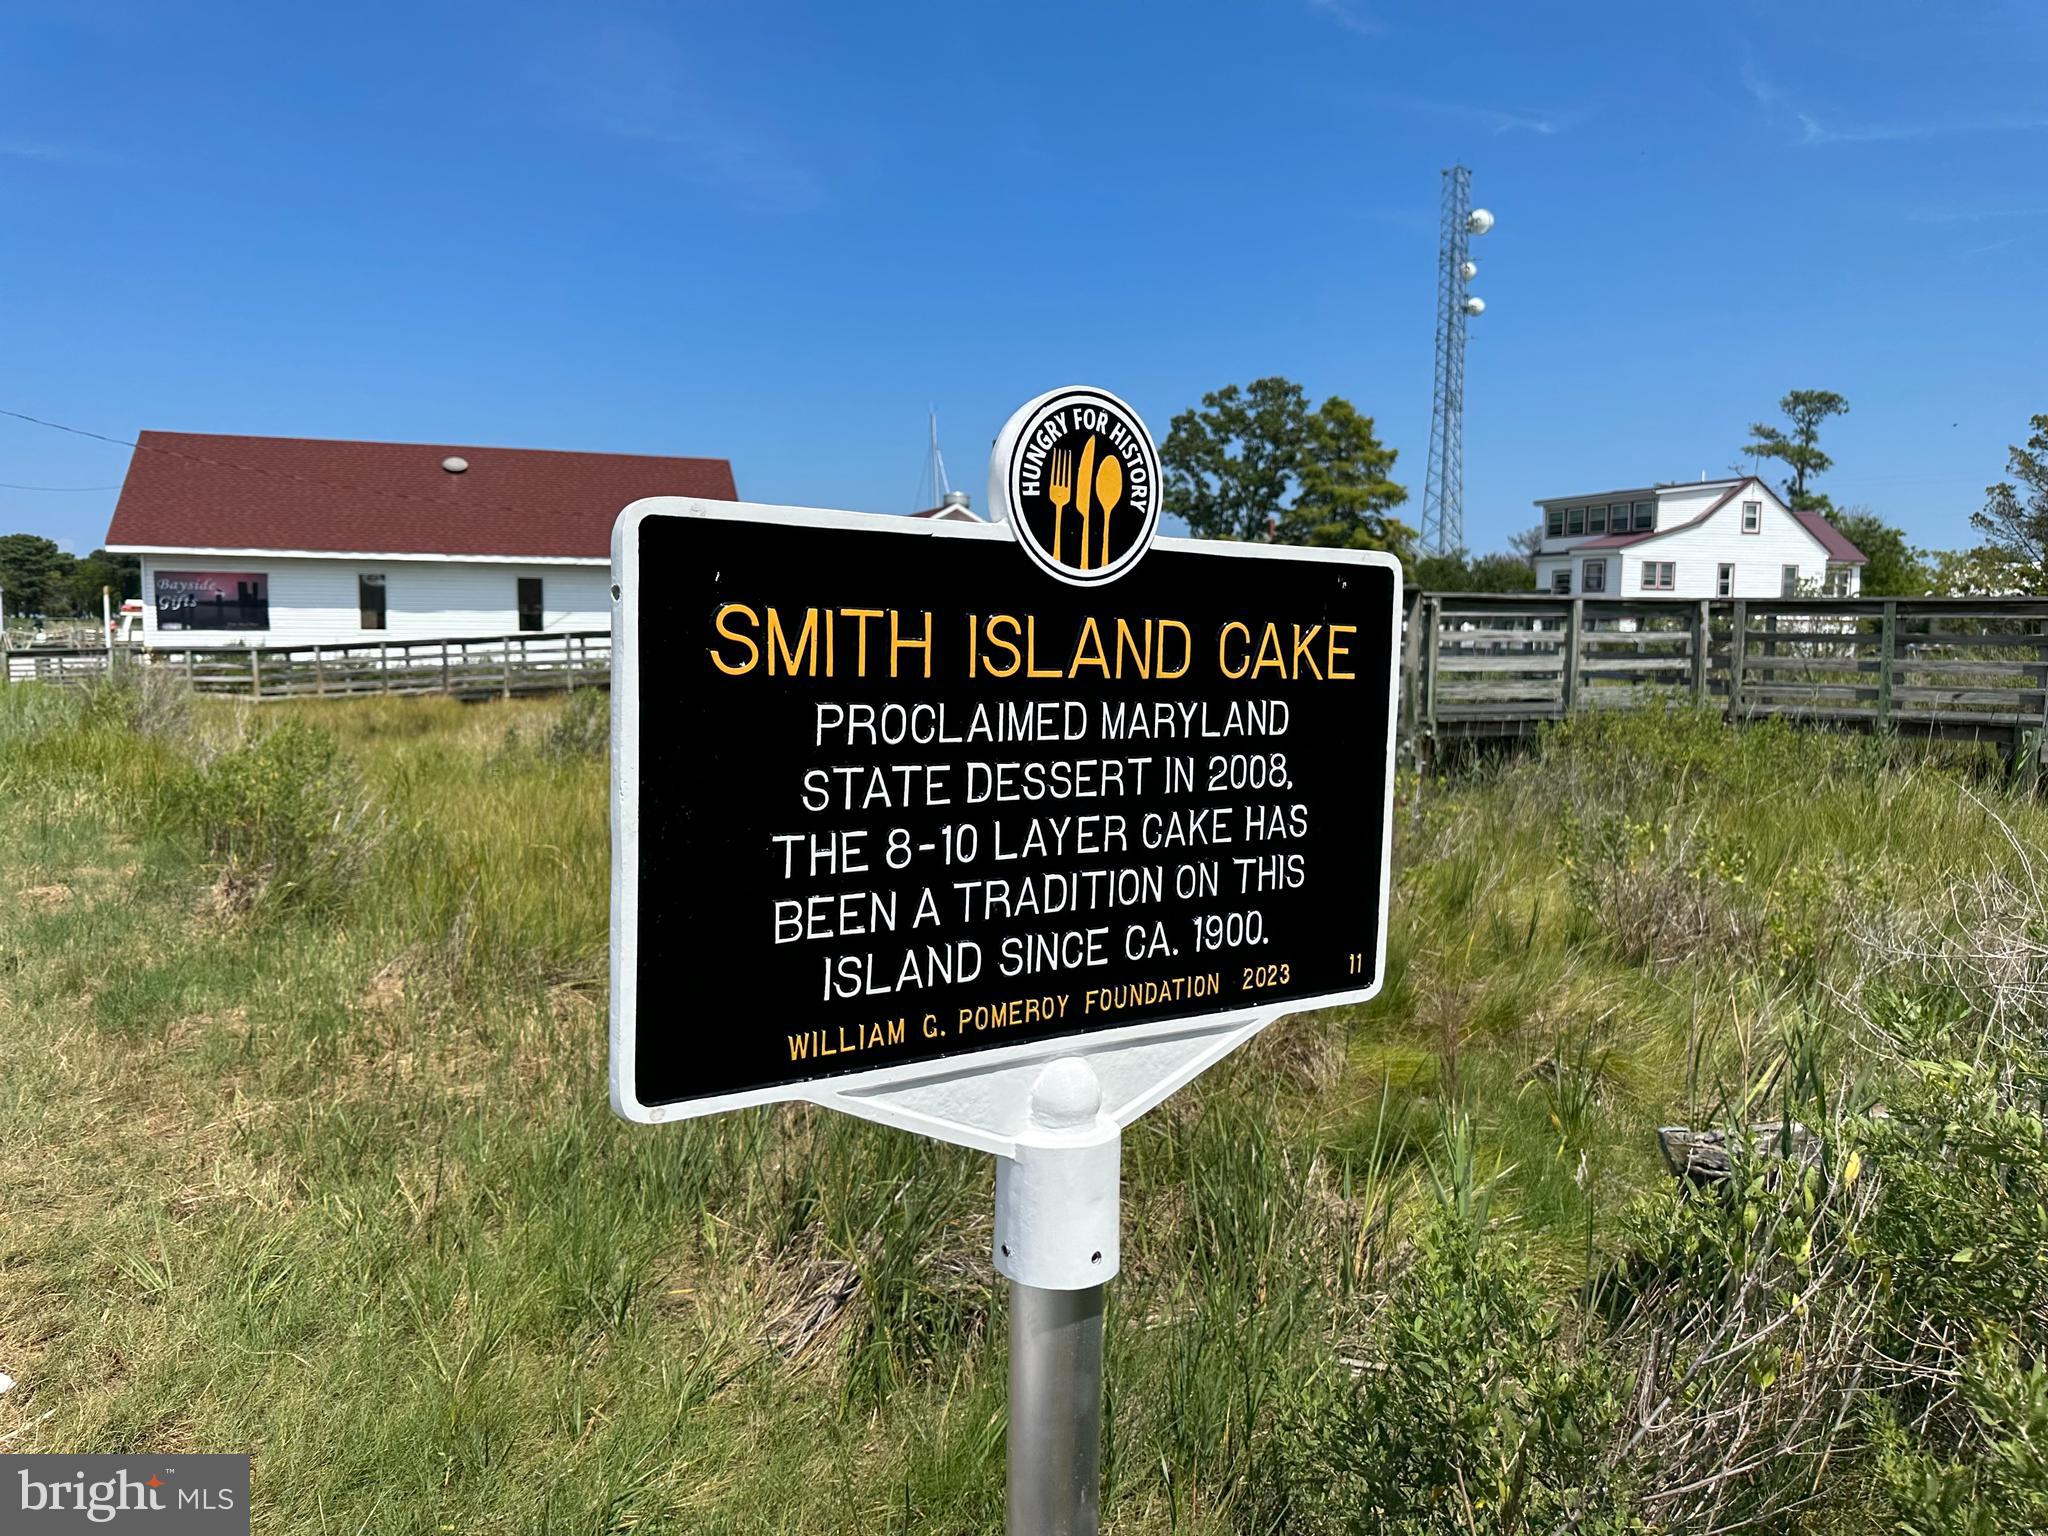 HUNGRY FOR HISTORY
SMITH ISLAND CAKE
PROCLAIMED MARYLAND
STATE DESSERT IN 2008,
THE 8-10 LAYER CAKE HAS
BEEN A TRADITION ON THIS
ISLAND SINCE CA. 1900.
WILLIAM G. POMEROY FOUNDATION 2023 11
Bayside
Gifts
bright MLS